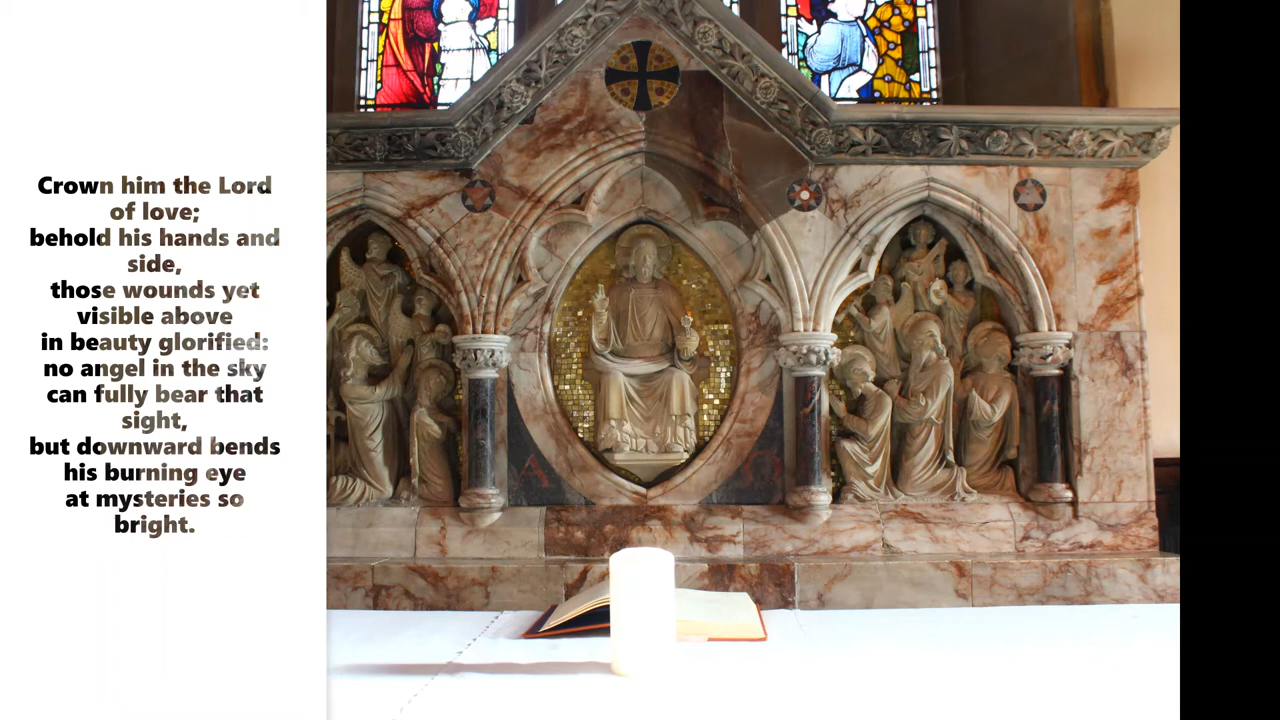 Crown him the Lord
of love;
behold his hands and
side,
those wounds yet
visible above
in beauty glorified:
no angel in the sky
can fully bear that
sight,
but downward bends
his burning eye
at mysteries so
bright.
Α
Ω